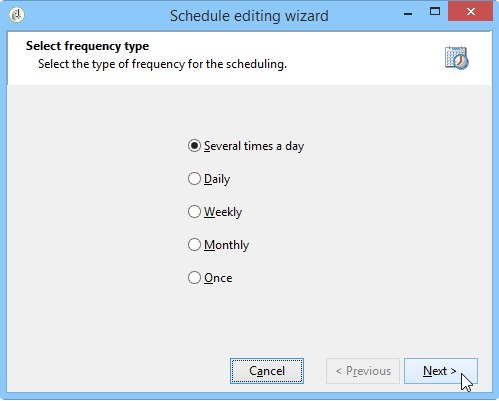 Schedule editing wizard
Select frequency type
Select the type of frequency for the scheduling.
Several times a day
Daily
Weekly
Monthly
Once
Cancel
< Previous
Next >